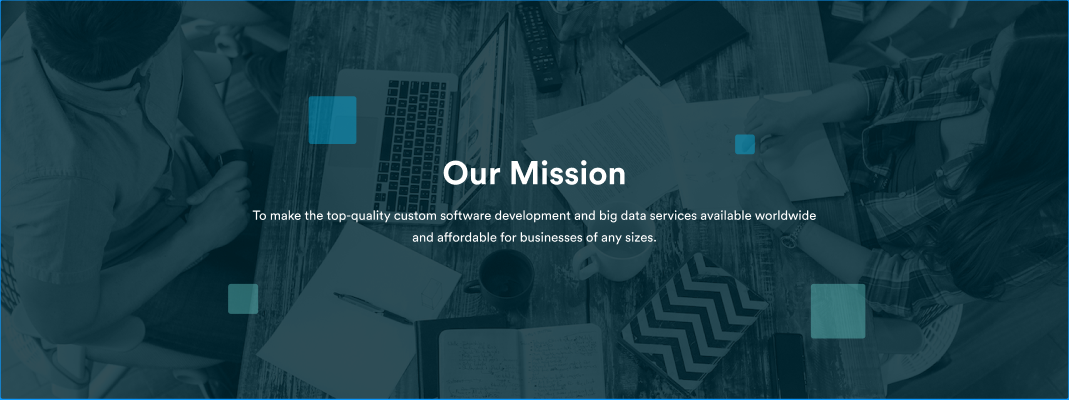 Our Mission
To make the top-quality custom software development and big data services available worldwide
and affordable for businesses of any sizes.